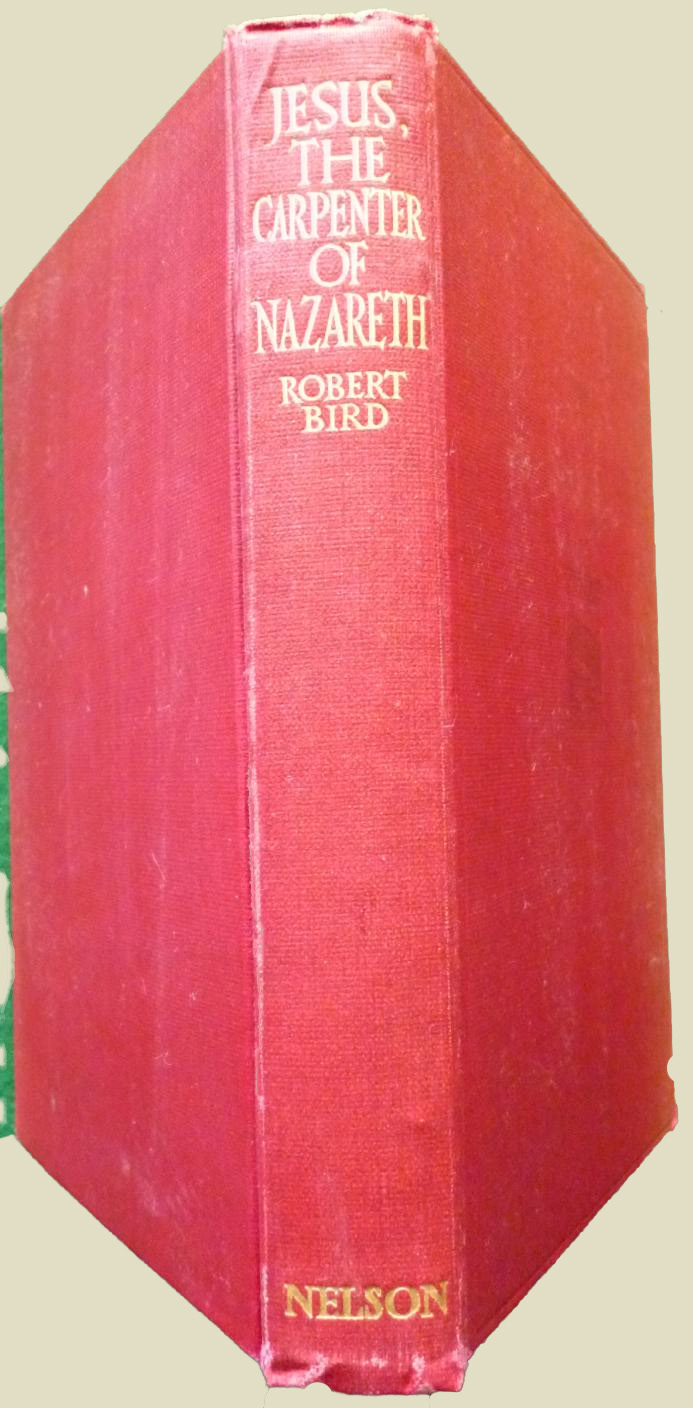 JESUS,
THE
CARPENTER
OF
NAZARETH
ROBERT
BIRD
NELSON